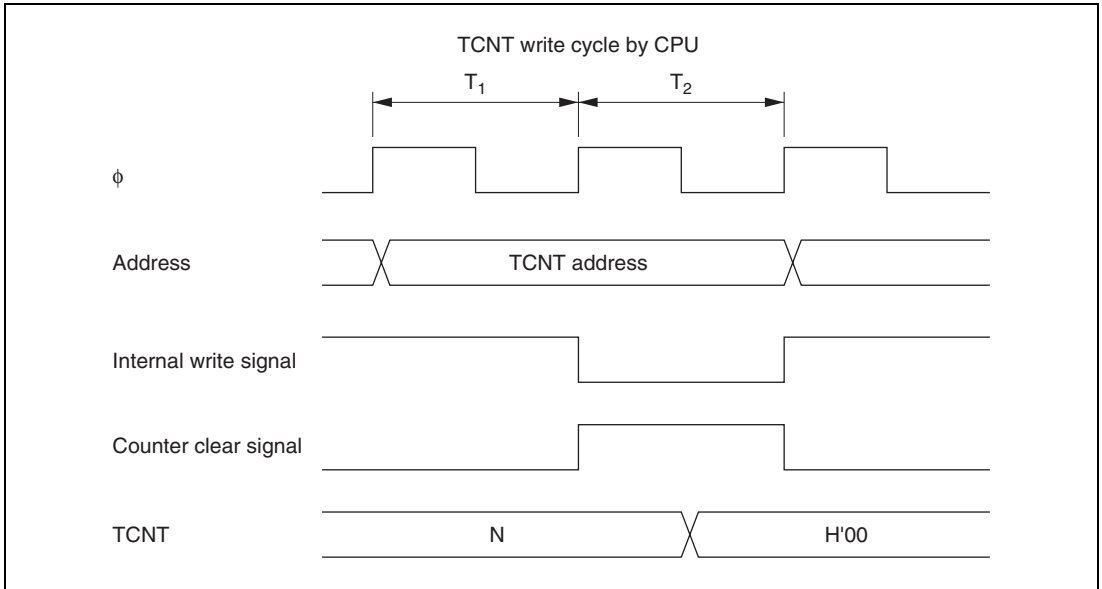 TCNT write cycle by CPU
T1 T2
ϕ
Address TCNT address
Internal write signal
Counter clear signal
TCNT N H'00